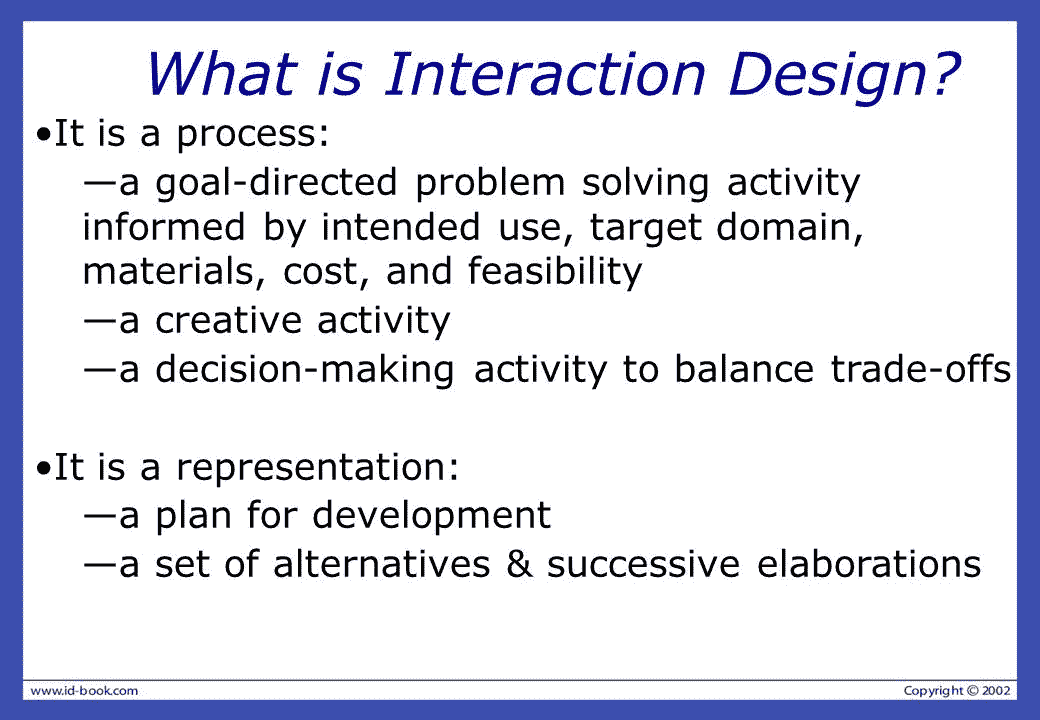 What is Interaction Design?
•It is a process:
—a goal-directed problem solving activity
informed by intended use, target domain,
materials, cost, and feasibility
—a creative activity
—a decision-making activity to balance trade-offs
•It is a representation:
—a plan for development
—a set of alternatives & successive elaborations
www.id-book.com
Copyright © 2002